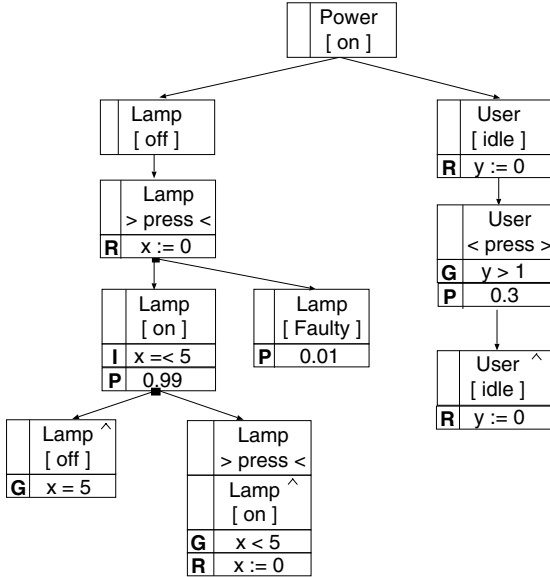 Power
[ on ]
Lamp
[ off ]
User
[ idle ]
R y := 0
Lamp
> press <
R x := 0
User
< press >
G y > 1
P 0.3
Lamp
[ on ]
I x =< 5
P 0.99
Lamp
[ Faulty ]
P 0.01
User ^
[ idle ]
R y := 0
Lamp ^
[ off ]
G x = 5
Lamp
> press <
Lamp ^
[ on ]
G x < 5
R x := 0